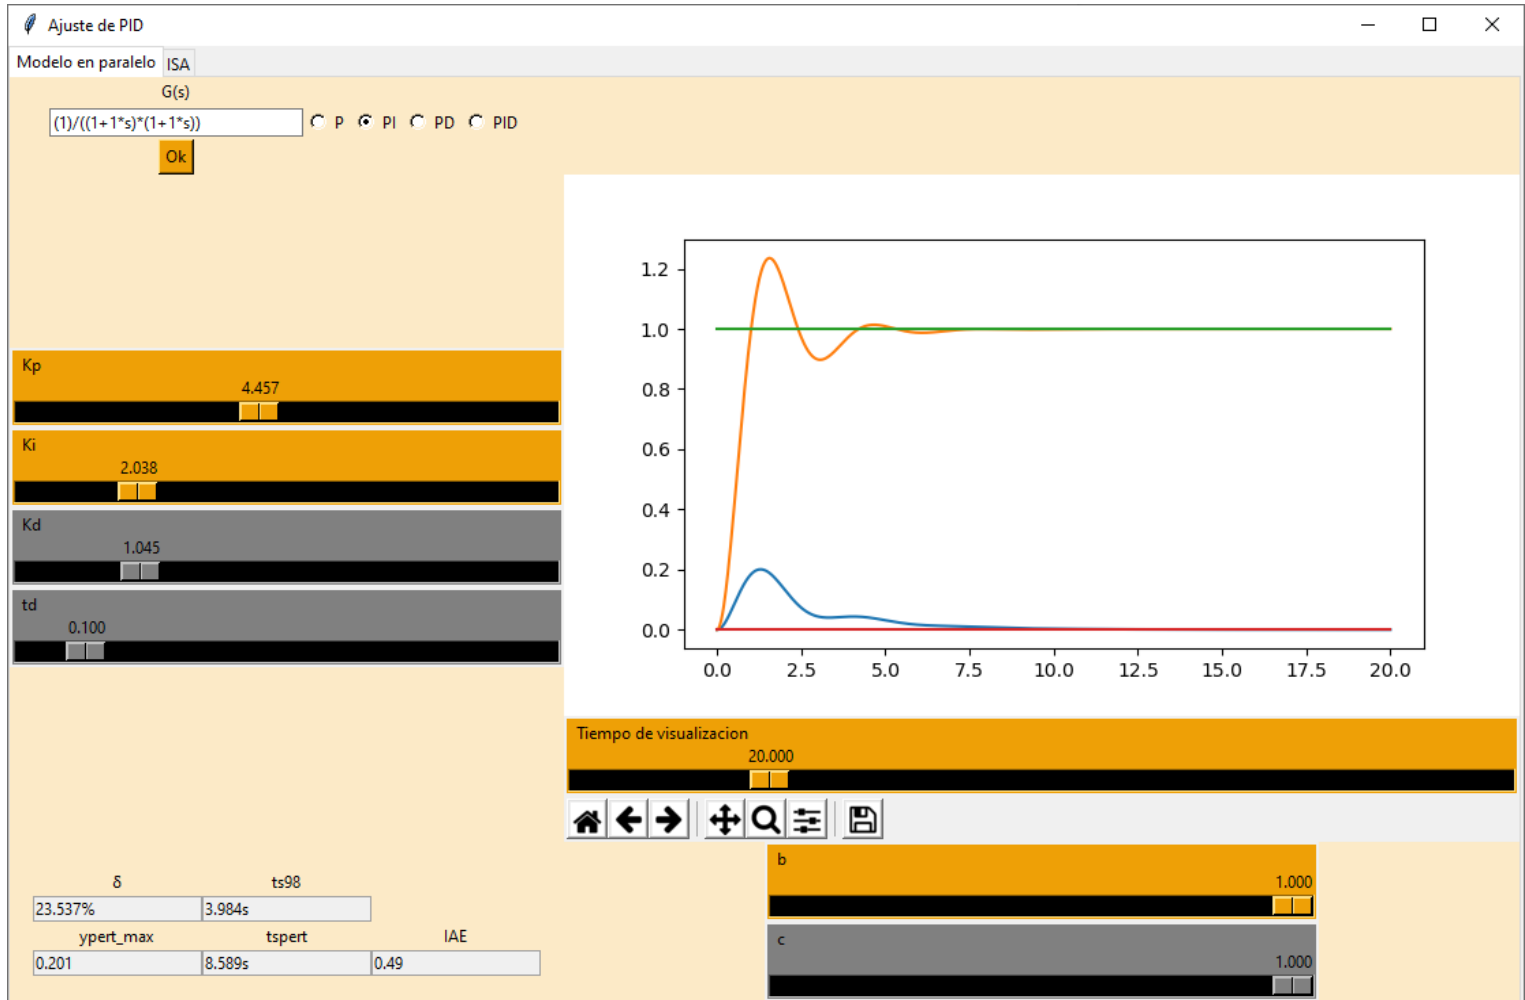 Ajuste de PID
Modelo en paralelo ISA
G(s)
(1)/((1+1*s)*(1+1*s)) P PI PD PID
Ok
Kp
4.457
Ki
2.038
Kd
1.045
td
0.100
1.2
1.0
0.8
0.6
0.4
0.2
0.0
0.0 2.5 5.0 7.5 10.0 12.5 15.0 17.5 20.0
Tiempo de visualizacion
20.000
b
1.000
c
1.000
δ ts98
23.537% 3.984s
ypert_max tspert IAE
0.201 8.589s 0.49